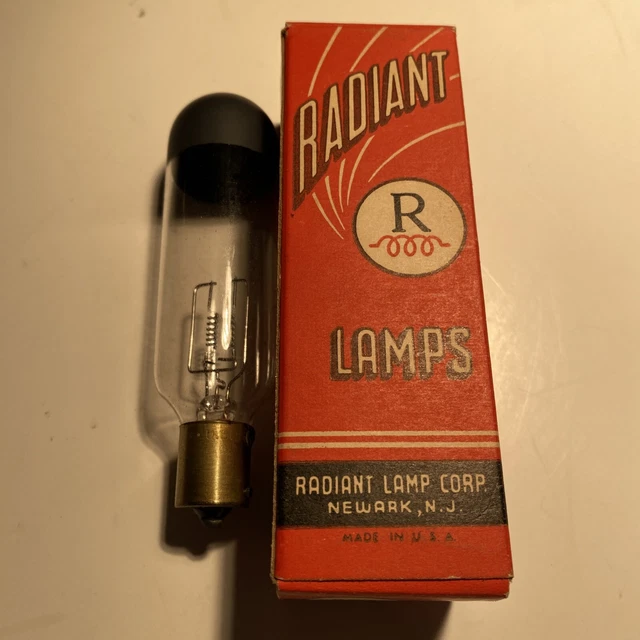 RADIANT
R
LAMPS
RADIANT LAMP CORP.
NEWARK, N.J.
MADE IN U.S.A.